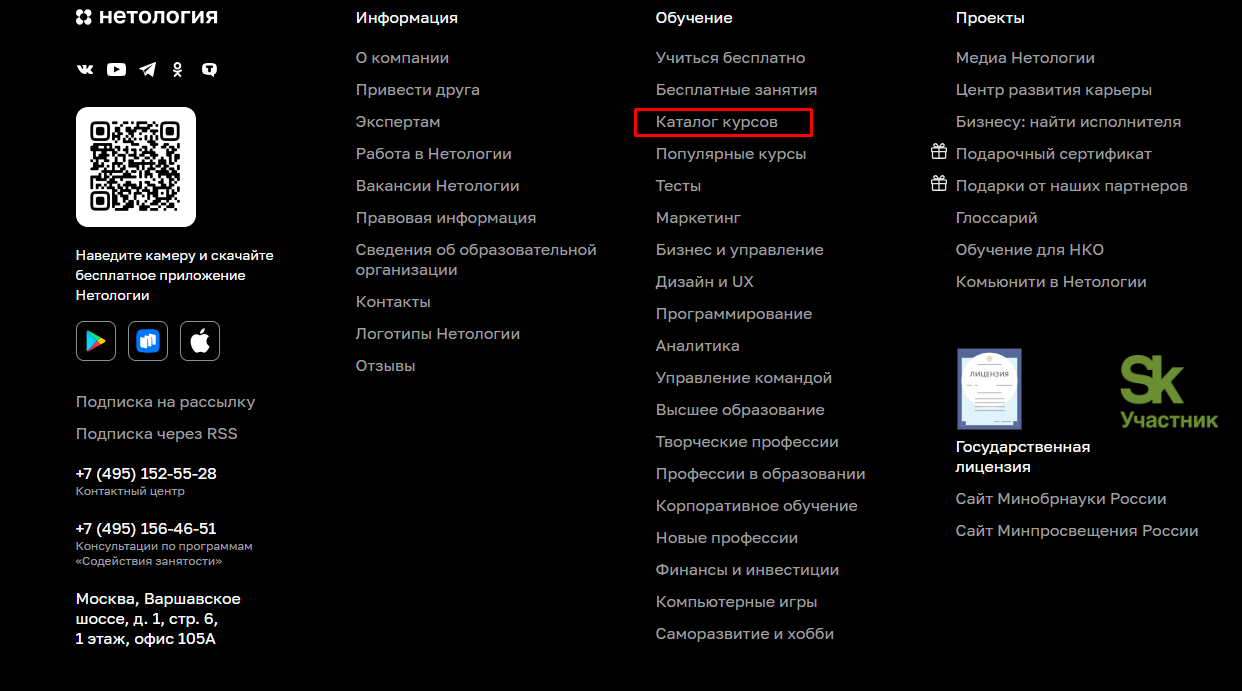 нетология
Наведите камеру и скачайте
бесплатное приложение
Нетологии
Подписка на рассылку
Подписка через RSS
+7 (495) 152-55-28
Контактный центр
+7 (495) 156-46-51
Консультации по программам
«Содействия занятости»
Москва, Варшавское
шоссе, д. 1, стр. 6,
1 этаж, офис 105А
Информация
О компании
Привести друга
Экспертам
Работа в Нетологии
Вакансии Нетологии
Правовая информация
Сведения об образовательной
организации
Контакты
Логотипы Нетологии
Отзывы
Обучение
Учиться бесплатно
Бесплатные занятия
Каталог курсов
Популярные курсы
Тесты
Маркетинг
Бизнес и управление
Дизайн и UX
Программирование
Аналитика
Управление командой
Высшее образование
Творческие профессии
Профессии в образовании
Корпоративное обучение
Новые профессии
Финансы и инвестиции
Компьютерные игры
Саморазвитие и хобби
Проекты
Медиа Нетологии
Центр развития карьеры
Бизнесу: найти исполнителя
Подарочный сертификат
Подарки от наших партнеров
Глоссарий
Обучение для НКО
Комьюнити в Нетологии
ЛИЦЕНЗИЯ
Государственная
лицензия
Sk
Участник
Сайт Минобрнауки России
Сайт Минпросвещения России